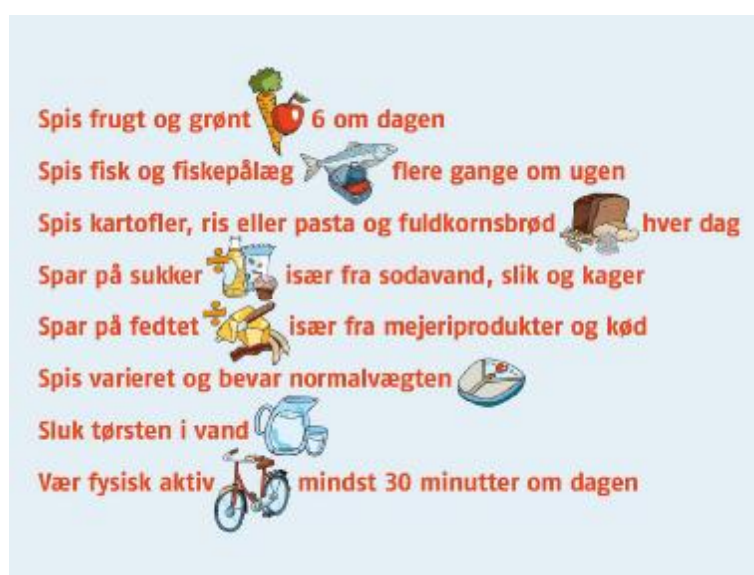 Spis frugt og grønt 6 om dagen
Spis fisk og fiskepålæg flere gange om ugen
Spis kartofler, ris eller pasta og fuldkornsbrød hver dag
Spar på sukker især fra sodavand, slik og kager
Spar på fedtet især fra mejeriprodukter og kød
Spis varieret og bevar normalvægten
Sluk tørsten i vand
Vær fysisk aktiv mindst 30 minutter om dagen